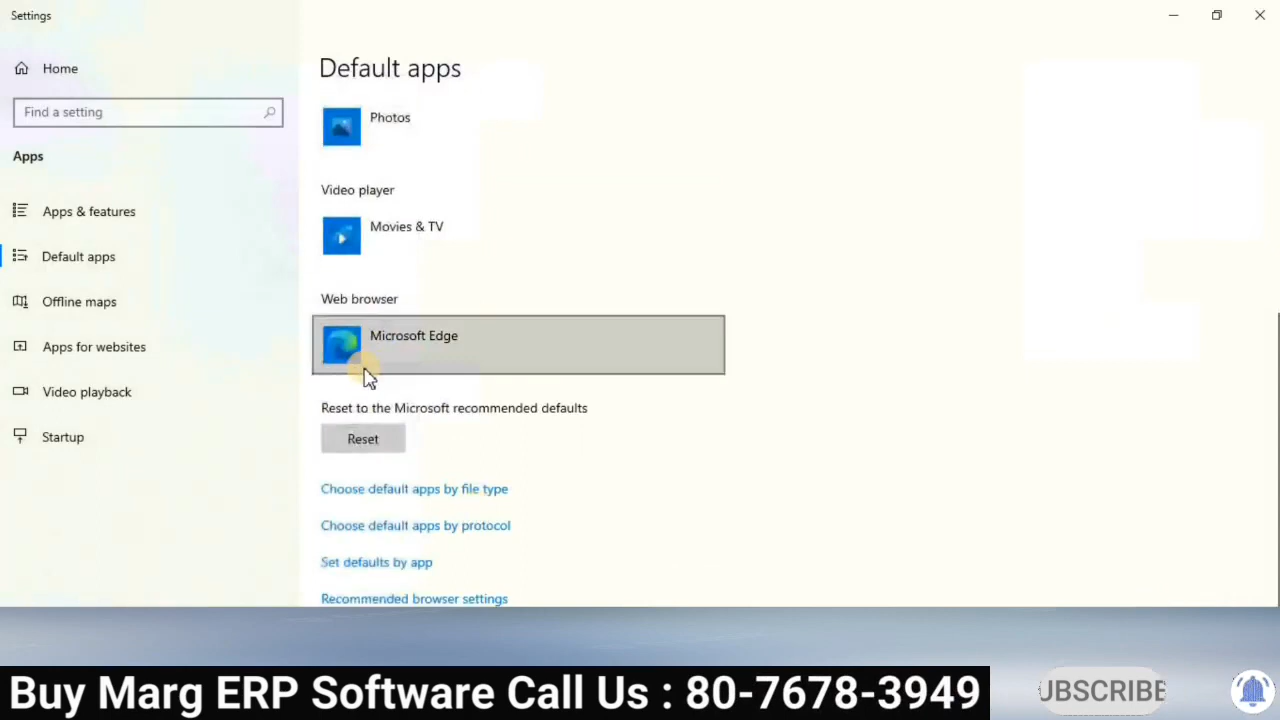 Settings
Home
Find a setting
Apps
Apps & features
Default apps
Offline maps
Apps for websites
Video playback
Startup
Default apps
Photos
Video player
Movies & TV
Web browser
Microsoft Edge
Reset to the Microsoft recommended defaults
Reset
Choose default apps by file type
Choose default apps by protocol
Set defaults by app
Recommended browser settings
Buy Marg ERP Software Call Us : 80-7678-3949
UBSCRIBE